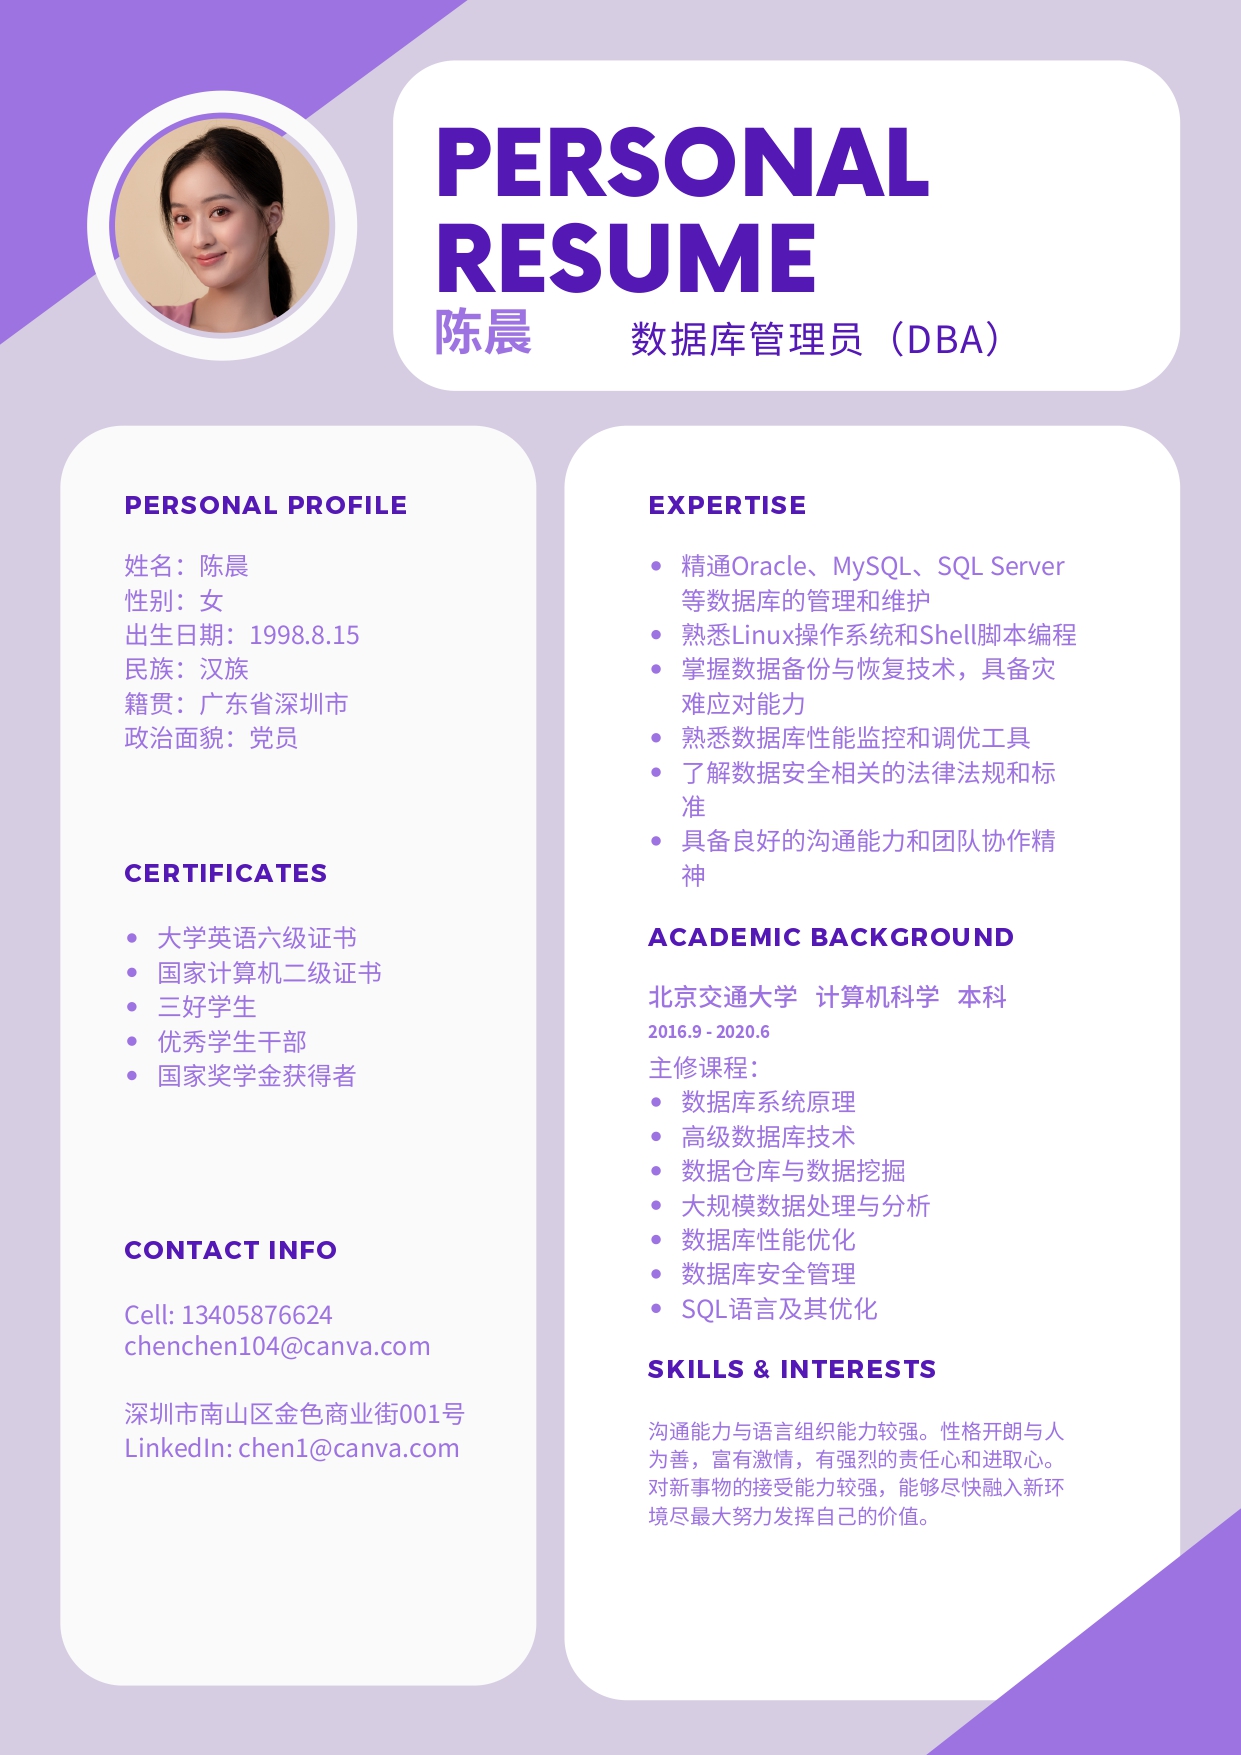 PERSONAL
RESUME
陈晨
数据库管理员（DBA）
PERSONAL PROFILE
姓名：陈晨
性别：女
出生日期：1998.8.15
民族：汉族
籍贯：广东省深圳市
政治面貌：党员
CERTIFICATES
大学英语六级证书
国家计算机二级证书
三好学生
优秀学生干部
国家奖学金获得者
CONTACT INFO
Cell: 13405876624
chenchen104@canva.com
深圳市南山区金色商业街001号
LinkedIn: chen1@canva.com
EXPERTISE
精通Oracle、MySQL、SQL Server
等数据库的管理和维护
熟悉Linux操作系统和Shell脚本编程
掌握数据备份与恢复技术，具备灾
难应对能力
熟悉数据库性能监控和调优工具
了解数据安全相关的法律法规和标
准
具备良好的沟通能力和团队协作精
神
ACADEMIC BACKGROUND
北京交通大学 计算机科学 本科
2016.9 - 2020.6
主修课程：
数据库系统原理
高级数据库技术
数据仓库与数据挖掘
大规模数据处理与分析
数据库性能优化
数据库安全管理
SQL语言及其优化
SKILLS & INTERESTS
沟通能力与语言组织能力较强。性格开朗与人
为善，富有激情，有强烈的责任心和进取心。
对新事物的接受能力较强，能够尽快融入新环
境尽最大努力发挥自己的价值。